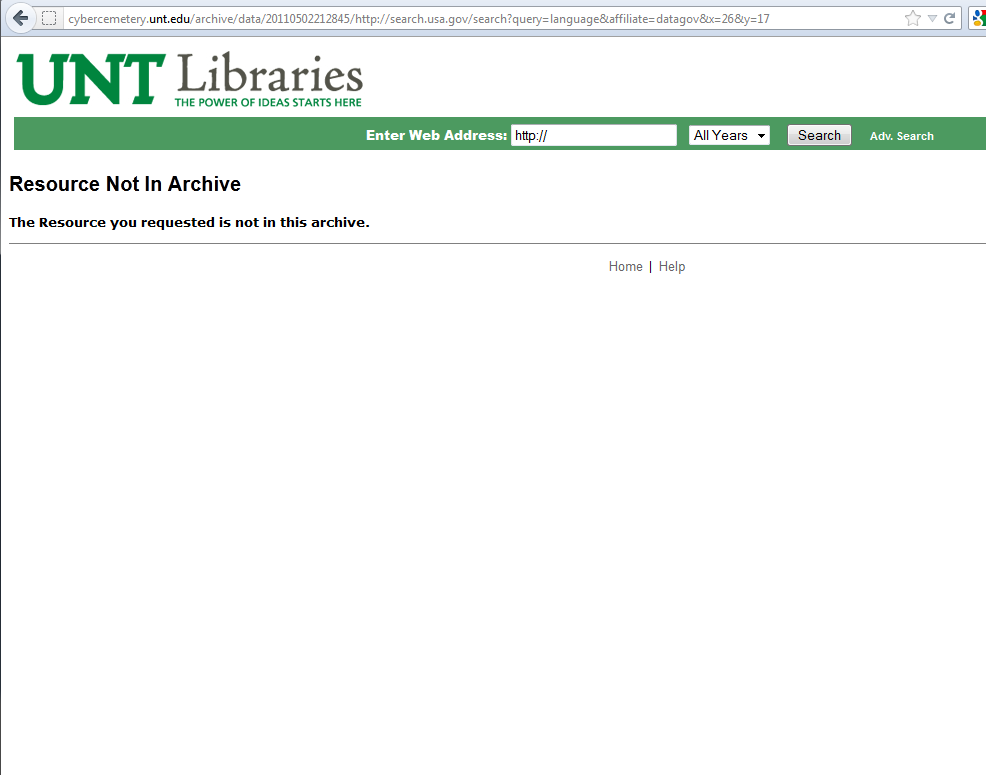 cybercemetery.unt.edu/archive/data/20110502212845/http://search.usa.gov/search?query=language&affiliate=datagov&x=26&y=17
UNT Libraries
THE POWER OF IDEAS STARTS HERE
Enter Web Address: http:// All Years Search Adv. Search
Resource Not In Archive
The Resource you requested is not in this archive.
Home | Help